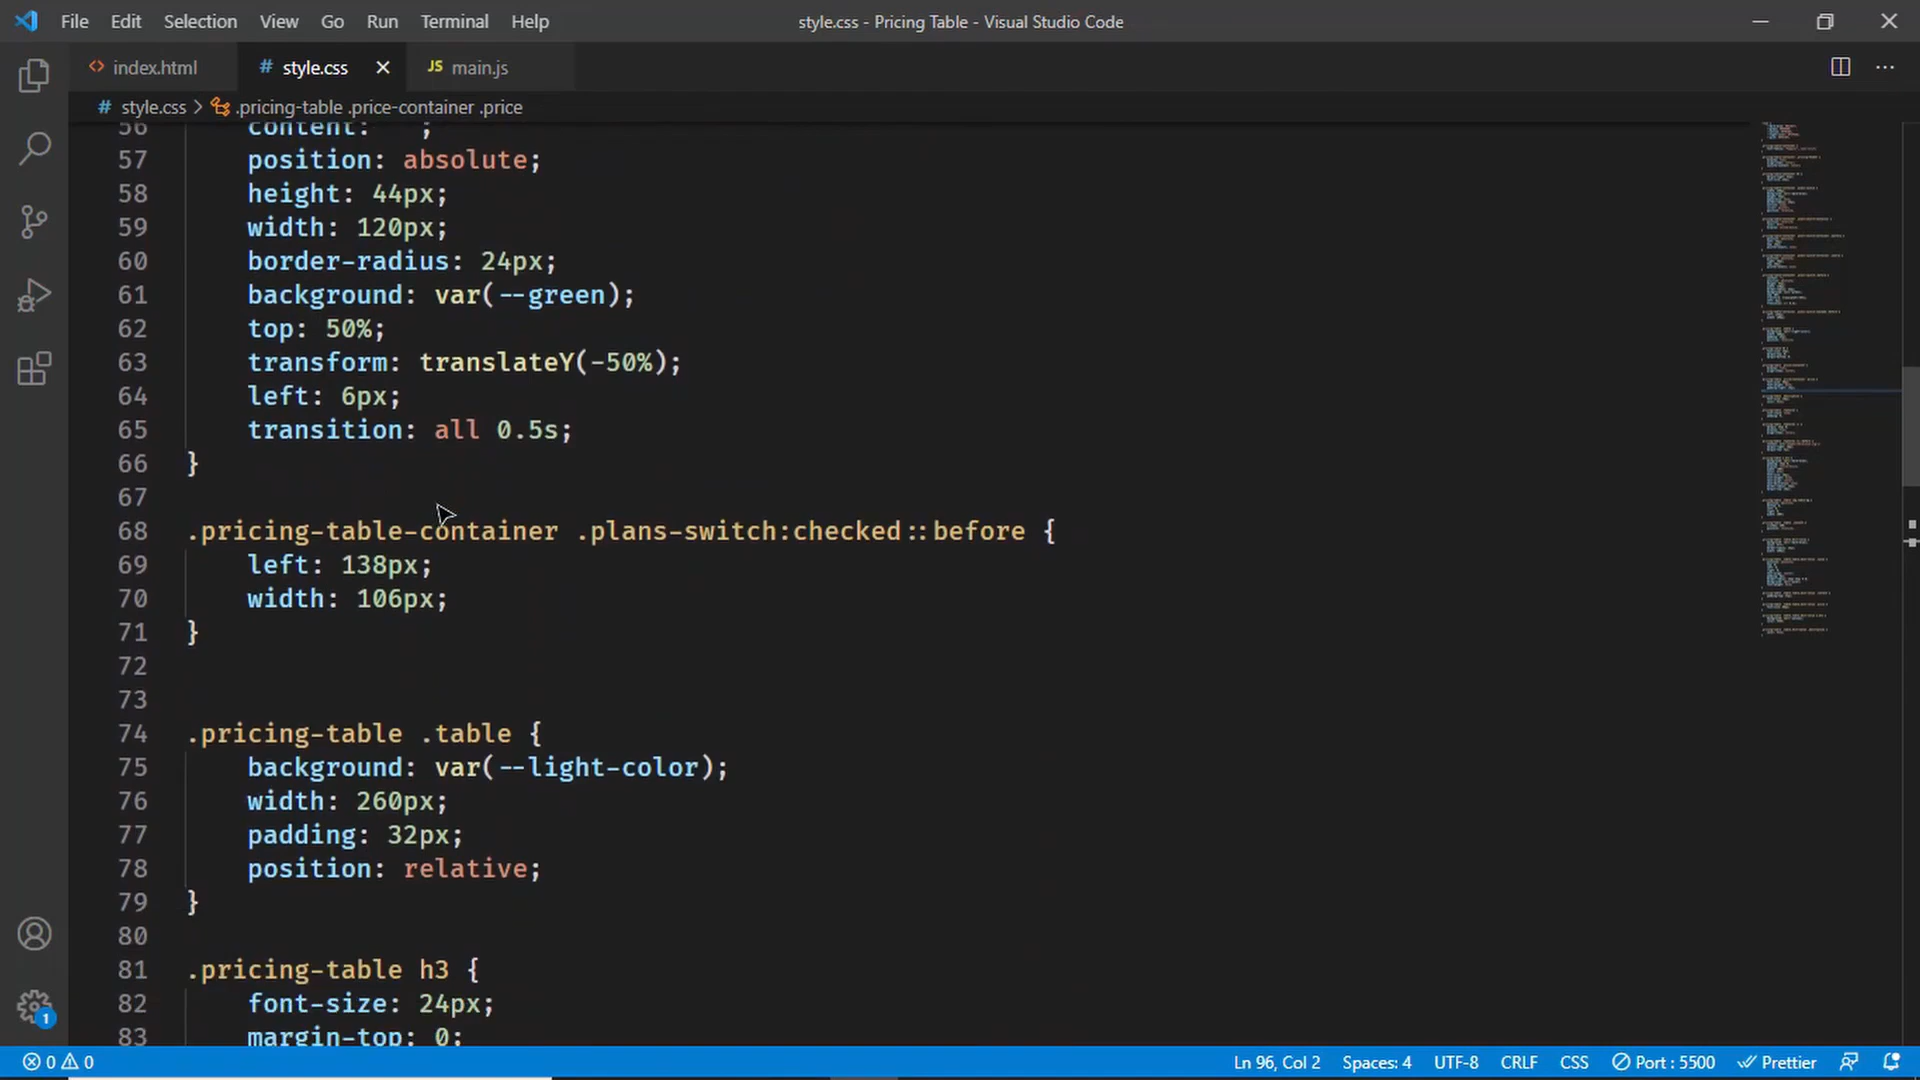 File Edit Selection View Go Run Terminal Help style.css - Pricing Table - Visual Studio Code
<> index.html # style.css × JS main.js
# style.css > .pricing-table .price-container .price
56 content: " ";
57 position: absolute;
58 height: 44px;
59 width: 120px;
60 border-radius: 24px;
61 background: var(--green);
62 top: 50%;
63 transform: translateY(-50%);
64 left: 6px;
65 transition: all 0.5s;
66 }
67
68 .pricing-table-container .plans-switch:checked::before {
69 left: 138px;
70 width: 106px;
71 }
72
73
74 .pricing-table .table {
75 background: var(--light-color);
76 width: 260px;
77 padding: 32px;
78 position: relative;
79 }
80
81 .pricing-table h3 {
82 font-size: 24px;
83 margin-top: 0;
1
0 0 Ln 96, Col 2 Spaces: 4 UTF-8 CRLF CSS Port : 5500 Prettier